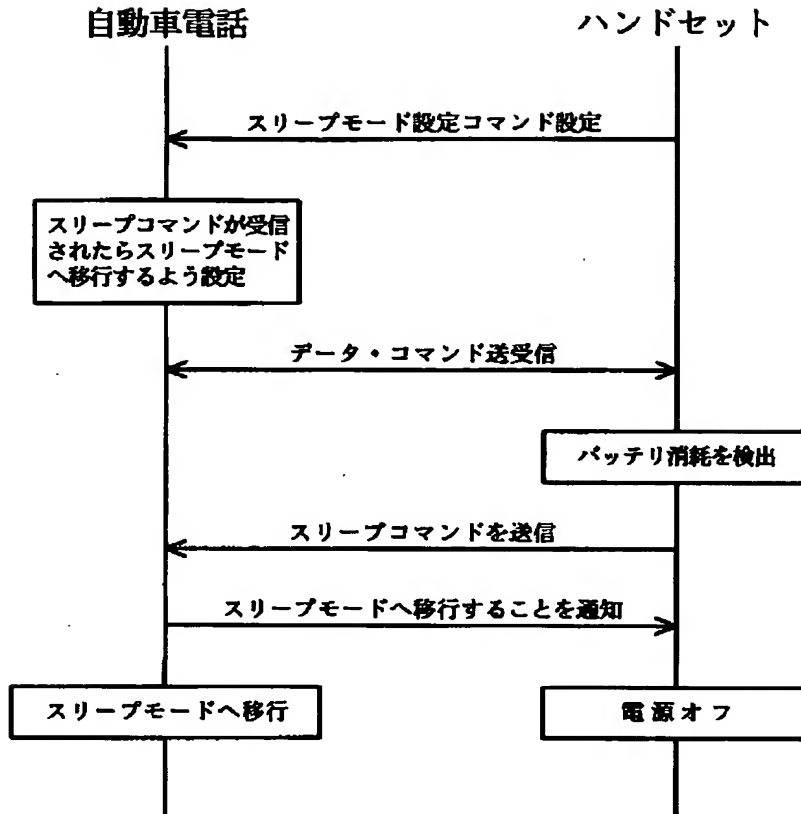 自動車電話
ハンドセット
スリープモード設定コマンド設定
スリープコマンドが受信
されたらスリープモード
へ移行するよう設定
データ・コマンド送受信
バッテリ消耗を検出
スリープコマンドを送信
スリープモードへ移行することを通知
スリープモードへ移行
電源オフ